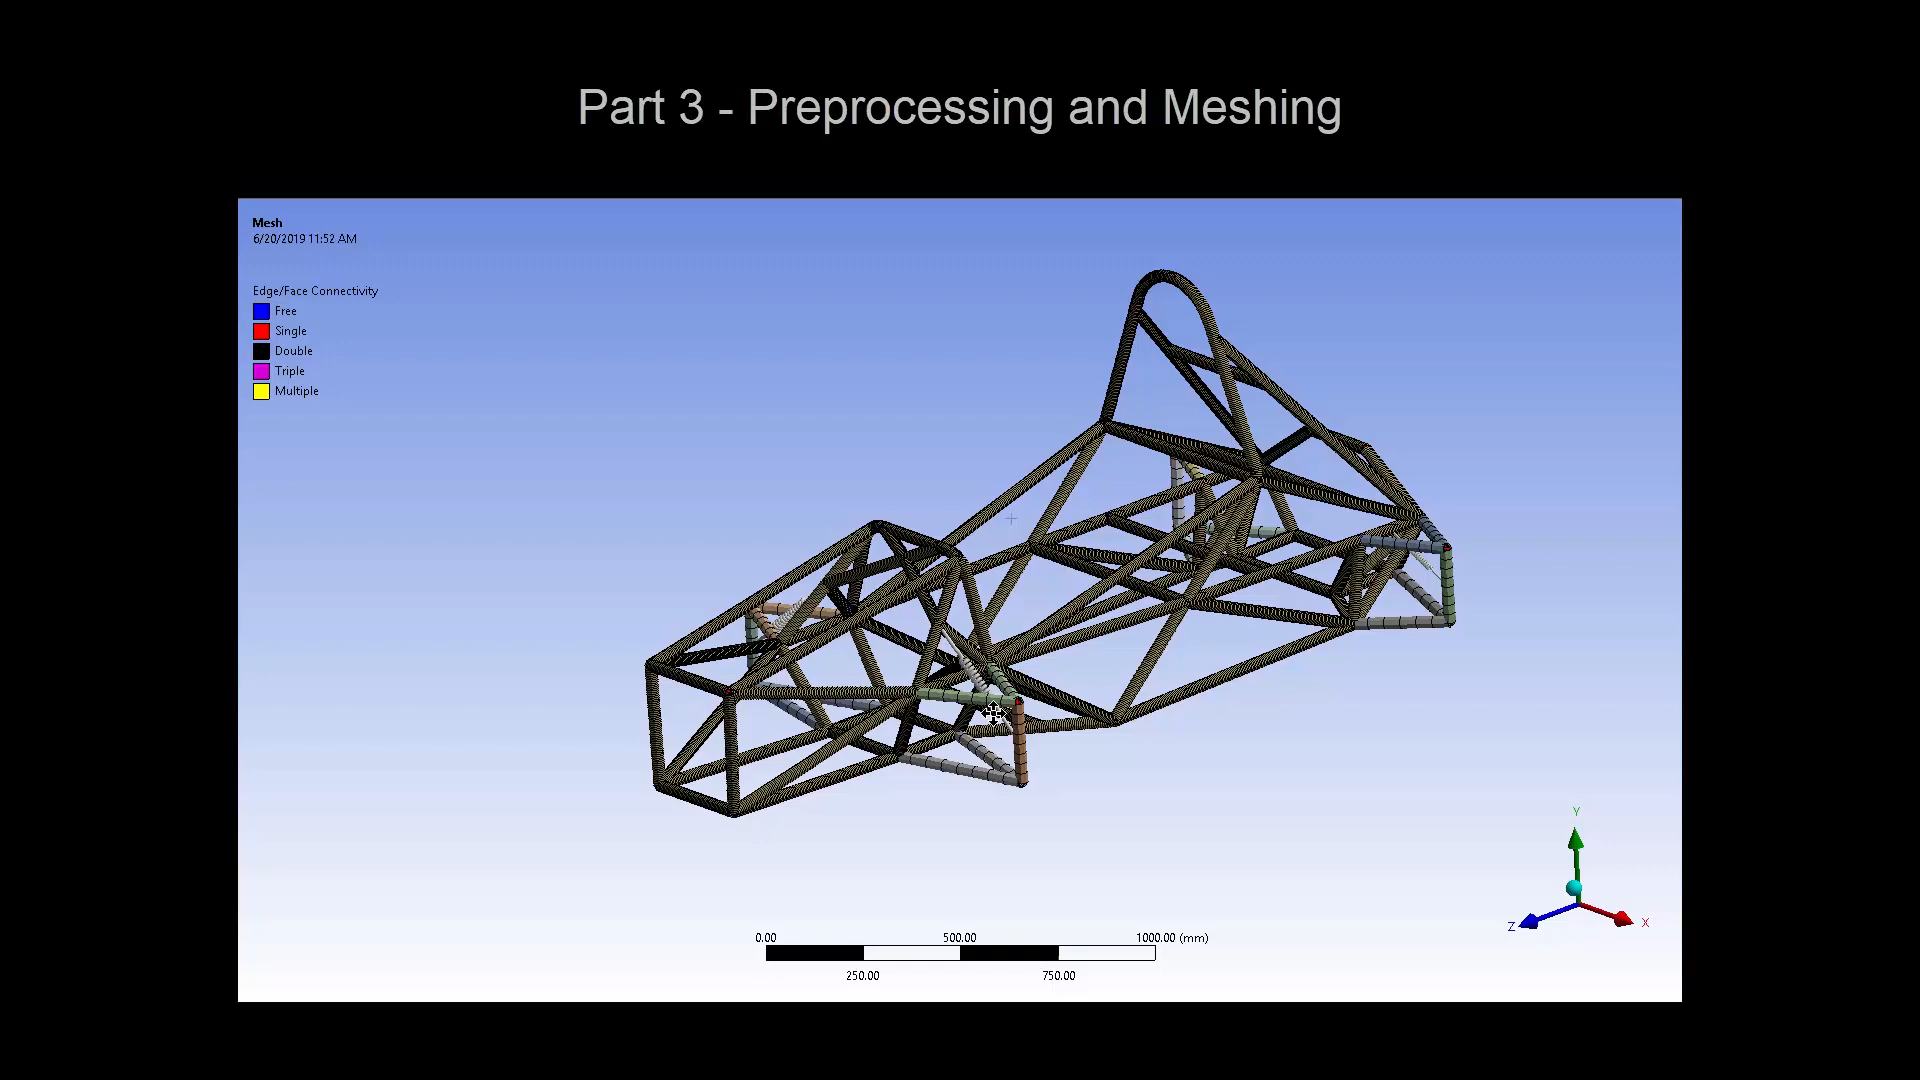 Part 3 - Preprocessing and Meshing
Mesh
6/20/2019 11:52 AM
Edge/Face Connectivity
Free
Single
Double
Triple
Multiple
Y
Z
X
0.00 500.00 1000.00 (mm)
250.00 750.00